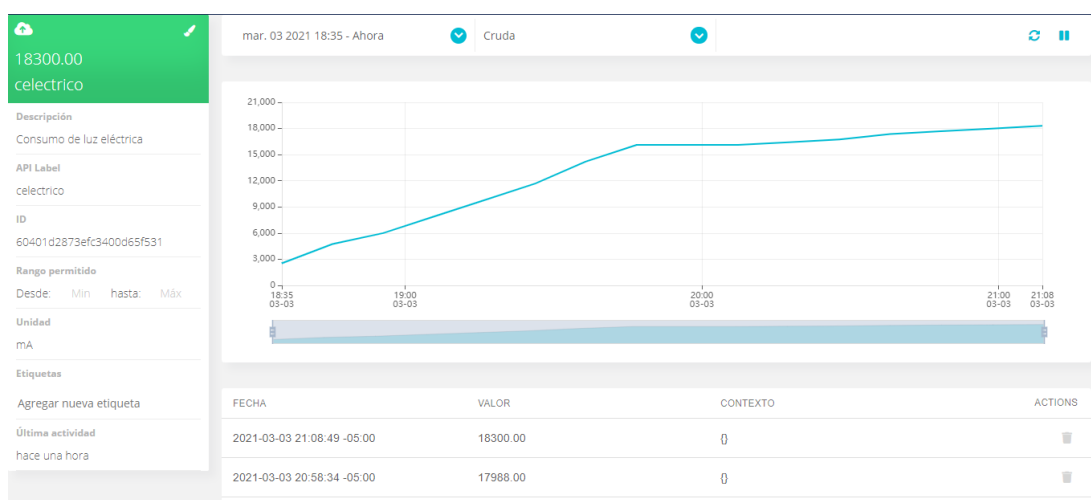 18300.00
celectrico
Descripción
Consumo de luz eléctrica
API Label
celectrico
ID
60401d2873efc3400d65f531
Rango permitido
Desde: Min hasta: Máx
Unidad
mA
Etiquetas
Agregar nueva etiqueta
Última actividad
hace una hora
mar. 03 2021 18:35 - Ahora Cruda
21,000
18,000
15,000
12,000
9,000
6,000
3,000
0
18:35 19:00 20:00 21:00 21:08
03-03 03-03 03-03 03-03 03-03
FECHA VALOR CONTEXTO ACTIONS
2021-03-03 21:08:49 -05:00 18300.00 {}
2021-03-03 20:58:34 -05:00 17988.00 {}